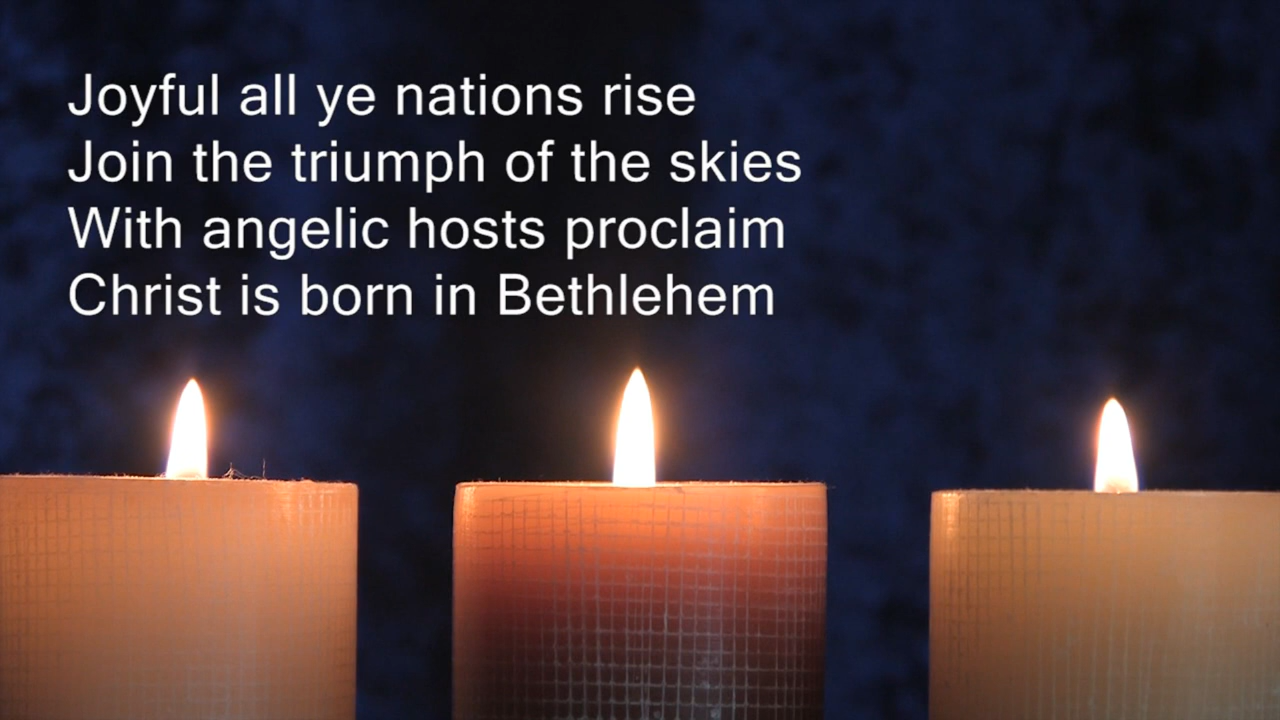 Joyful all ye nations rise
Join the triumph of the skies
With angelic hosts proclaim
Christ is born in Bethlehem